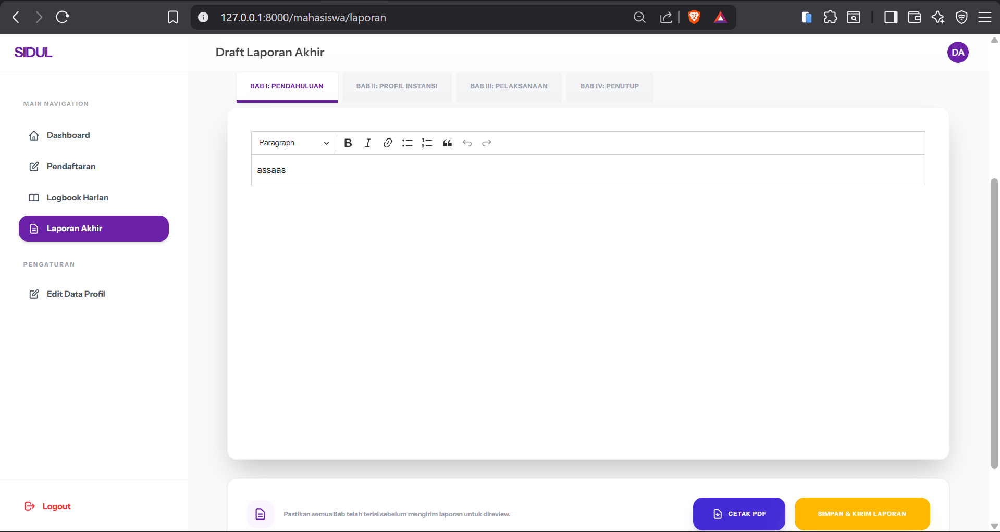 127.0.0.1:8000/mahasiswa/laporan
SIDUL
Draft Laporan Akhir
DA
BAB I: PENDAHULUAN
BAB II: PROFIL INSTANSI
BAB III: PELAKSANAAN
BAB IV: PENUTUP
MAIN NAVIGATION
Dashboard
Pendaftaran
Logbook Harian
Laporan Akhir
PENGATURAN
Edit Data Profil
Logout
Paragraph
assaas
Pastikan semua Bab telah terisi sebelum mengirim laporan untuk direview.
CETAK PDF
SIMPAN & KIRIM LAPORAN